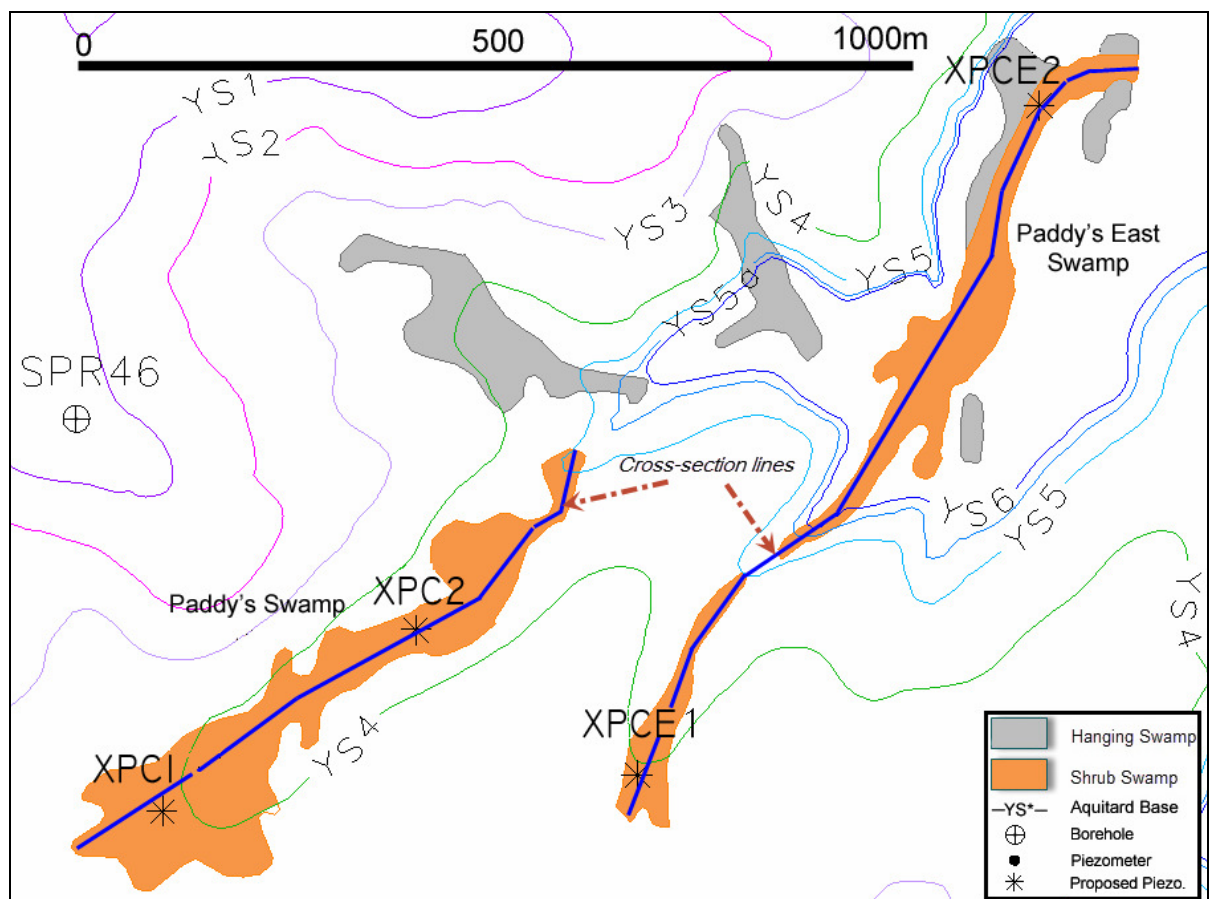 0 500 1000m
XPCE2
YS1
YS2
YS3
YS4
YS5
YS5a
Paddy's East
Swamp
SPR46
Cross-section lines
YS6
YS5
YS4
Paddy's Swamp
XPC2
XPCE1
YS4
XPC1
Hanging Swamp
Shrub Swamp
—YS*— Aquitard Base
Borehole
Piezometer
Proposed Piezo.